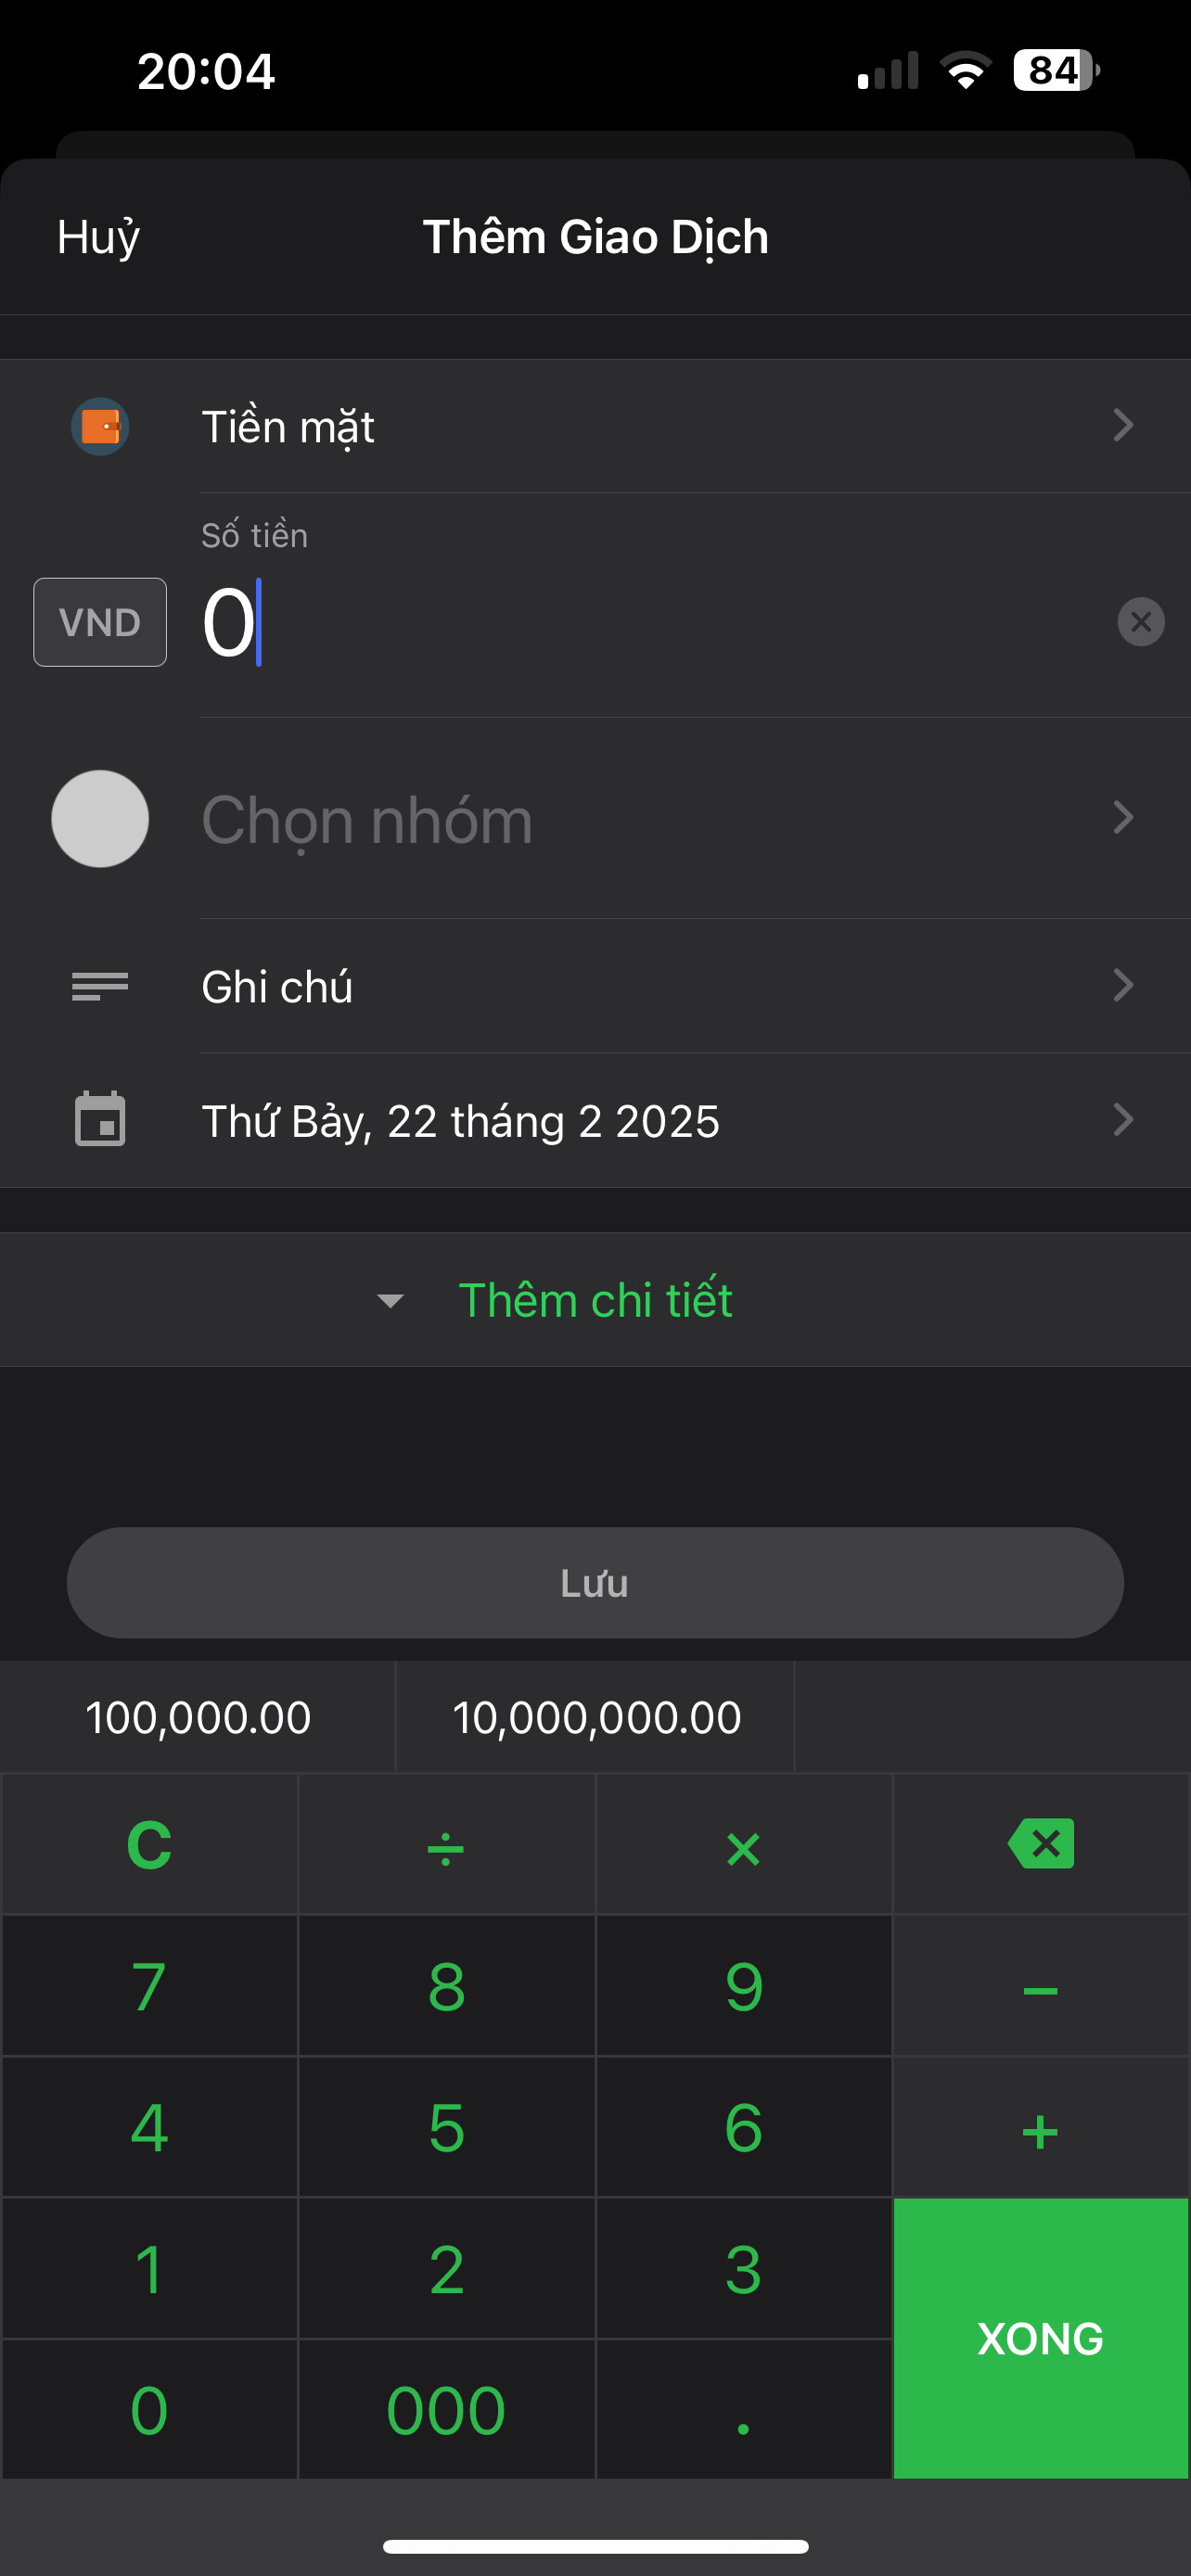 20:04
84
Huỷ
Thêm Giao Dịch
Tiền mặt
Số tiền
VND
0
Chọn nhóm
Ghi chú
Thứ Bảy, 22 tháng 2 2025
Thêm chi tiết
Lưu
100,000.00 10,000,000.00
C ÷ ×
7 8 9 −
4 5 6 +
1 2 3
XONG
0 000 .